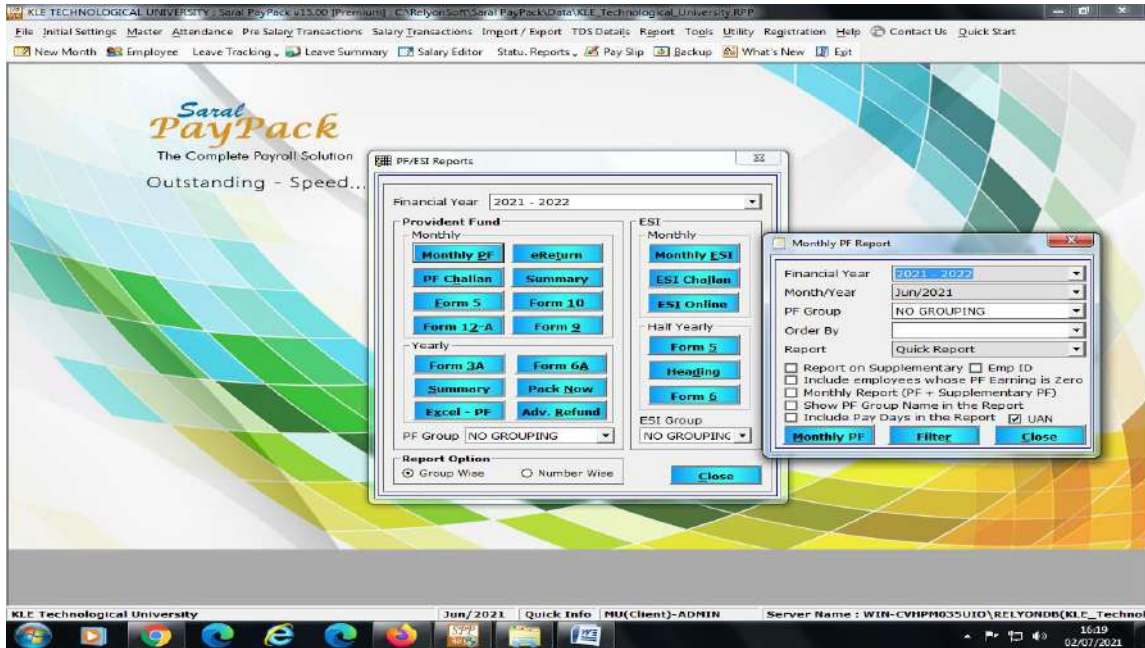 KLE TECHNOLOGICAL UNIVERSITY : Saral PayPack v15.00 [Premium] C:\RelyonSoft\Saral PayPack\Data\KLE_Technological_University.RPP
File Initial Settings Master Attendance Pre Salary Transactions Salary Transactions Import / Export TDS Details Report Tools Utility Registration Help Contact Us Quick Start
New Month Employee Leave Tracking Leave Summary Salary Editor Statu. Reports Pay Slip Backup What's New Exit
Saral
PayPack
The Complete Payroll Solution
Outstanding - Speed...
PF/ESI Reports
Financial Year 2021 - 2022
Provident Fund
Monthly
Monthly PF eReturn
PF Challan Summary
Form 5 Form 10
Form 12-A Form 9
Yearly
Form 3A Form 6A
Summary Pack Now
Excel - PF Adv. Refund
PF Group NO GROUPING
Report Option
Group Wise Number Wise
ESI
Monthly
Monthly ESI
ESI Challan
ESI Online
Half Yearly
Form 5
Heading
Form 6
ESI Group
NO GROUPING
Close
Monthly PF Report
Financial Year 2021 - 2022
Month/Year Jun/2021
PF Group NO GROUPING
Order By
Report Quick Report
Report on Supplementary Emp ID
Include employees whose PF Earning is Zero
Monthly Report (PF + Supplementary PF)
Show PF Group Name in the Report
Include Pay Days in the Report UAN
Monthly PF Filter Close
KLE Technological University Jun/2021 Quick Info MU(Client)-ADMIN Server Name : WIN-CVHPM035UIO\RELYONDB(KLE_Technol
16:19
02/07/2021